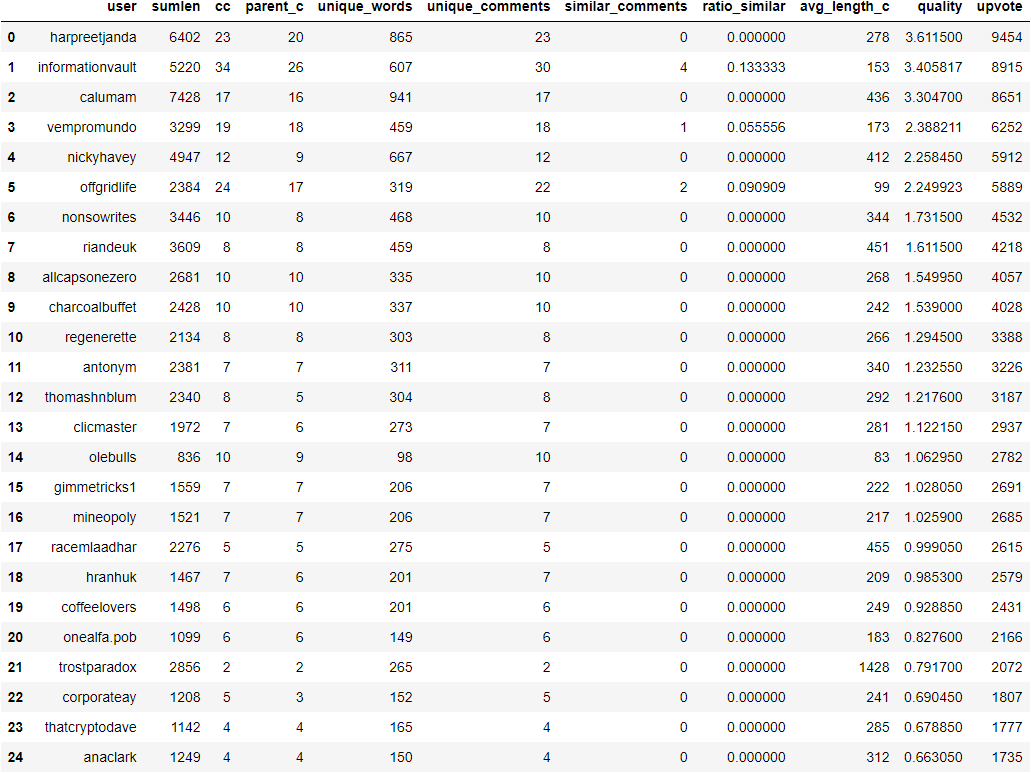 user sumlen cc parent_c unique_words unique_comments similar_comments ratio_similar avg_length_c quality upvote
0 harpreetjanda 6402 23 20 865 23 0 0.000000 278 3.611500 9454
1 informationvault 5220 34 26 607 30 4 0.133333 153 3.405817 8915
2 calumam 7428 17 16 941 17 0 0.000000 436 3.304700 8651
3 vempromundo 3299 19 18 459 18 1 0.055556 173 2.388211 6252
4 nickyhavey 4947 12 9 667 12 0 0.000000 412 2.258450 5912
5 offgridlife 2384 24 17 319 22 2 0.090909 99 2.249923 5889
6 nonsowrites 3446 10 8 468 10 0 0.000000 344 1.731500 4532
7 riandeuk 3609 8 8 459 8 0 0.000000 451 1.611500 4218
8 allcapsonezero 2681 10 10 335 10 0 0.000000 268 1.549950 4057
9 charcoalbuffet 2428 10 10 337 10 0 0.000000 242 1.539000 4028
10 regenerette 2134 8 8 303 8 0 0.000000 266 1.294500 3388
11 antonym 2381 7 7 311 7 0 0.000000 340 1.232550 3226
12 thomashnblum 2340 8 5 304 8 0 0.000000 292 1.217600 3187
13 clicmaster 1972 7 6 273 7 0 0.000000 281 1.122150 2937
14 olebulls 836 10 9 98 10 0 0.000000 83 1.062950 2782
15 gimmetricks1 1559 7 7 206 7 0 0.000000 222 1.028050 2691
16 mineopoly 1521 7 7 206 7 0 0.000000 217 1.025900 2685
17 racemlaadhar 2276 5 5 275 5 0 0.000000 455 0.999050 2615
18 hranhuk 1467 7 6 201 7 0 0.000000 209 0.985300 2579
19 coffeelovers 1498 6 6 201 6 0 0.000000 249 0.928850 2431
20 onealfa.pob 1099 6 6 149 6 0 0.000000 183 0.827600 2166
21 trostparadox 2856 2 2 265 2 0 0.000000 1428 0.791700 2072
22 corporateay 1208 5 3 152 5 0 0.000000 241 0.690450 1807
23 thatcryptodave 1142 4 4 165 4 0 0.000000 285 0.678850 1777
24 anaclark 1249 4 4 150 4 0 0.000000 312 0.663050 1735